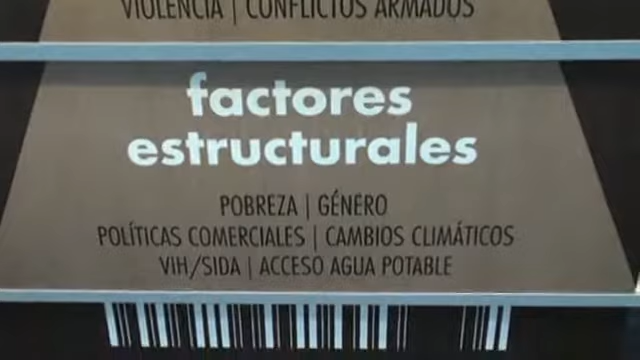 VIOLENCIA | CONFLICTOS ARMADOS
factores
estructurales
POBREZA | GÉNERO
POLÍTICAS COMERCIALES | CAMBIOS CLIMÁTICOS
VIH/SIDA | ACCESO AGUA POTABLE